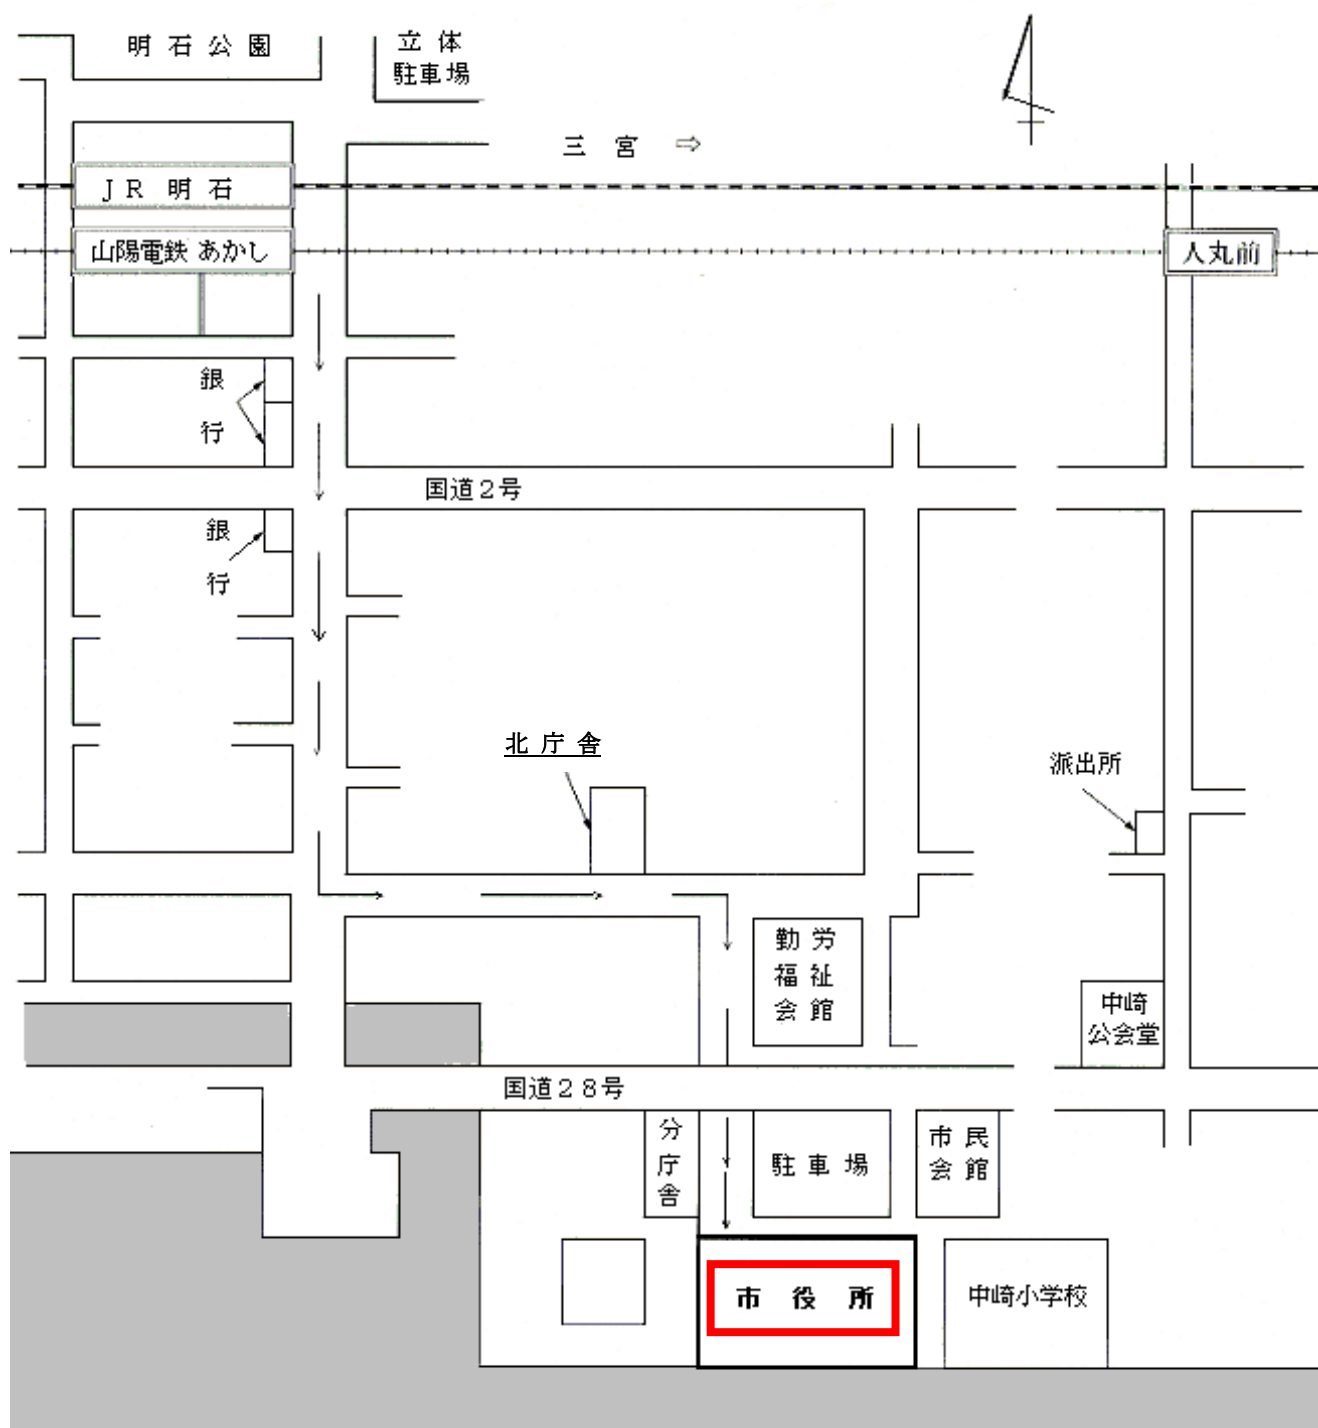 明石公園
立体
駐車場
三宮 ⇨
JR 明石
山陽電鉄 あかし
人丸前
銀
行
国道2号
銀
行
北庁舎
派出所
勤労
福祉
会館
中崎
公会堂
国道28号
分
庁
舎
駐車場
市民
会館
市役所
中崎小学校